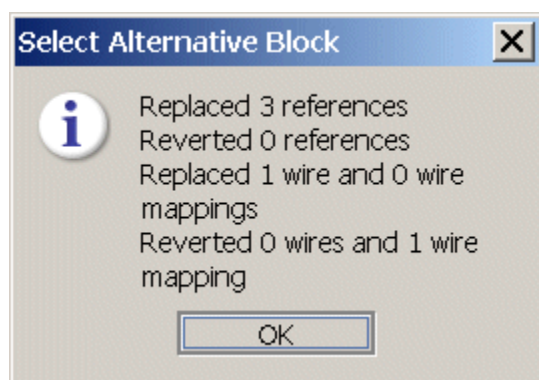 Select Alternative Block
Replaced 3 references
Reverted 0 references
Replaced 1 wire and 0 wire
mappings
Reverted 0 wires and 1 wire
mapping
OK